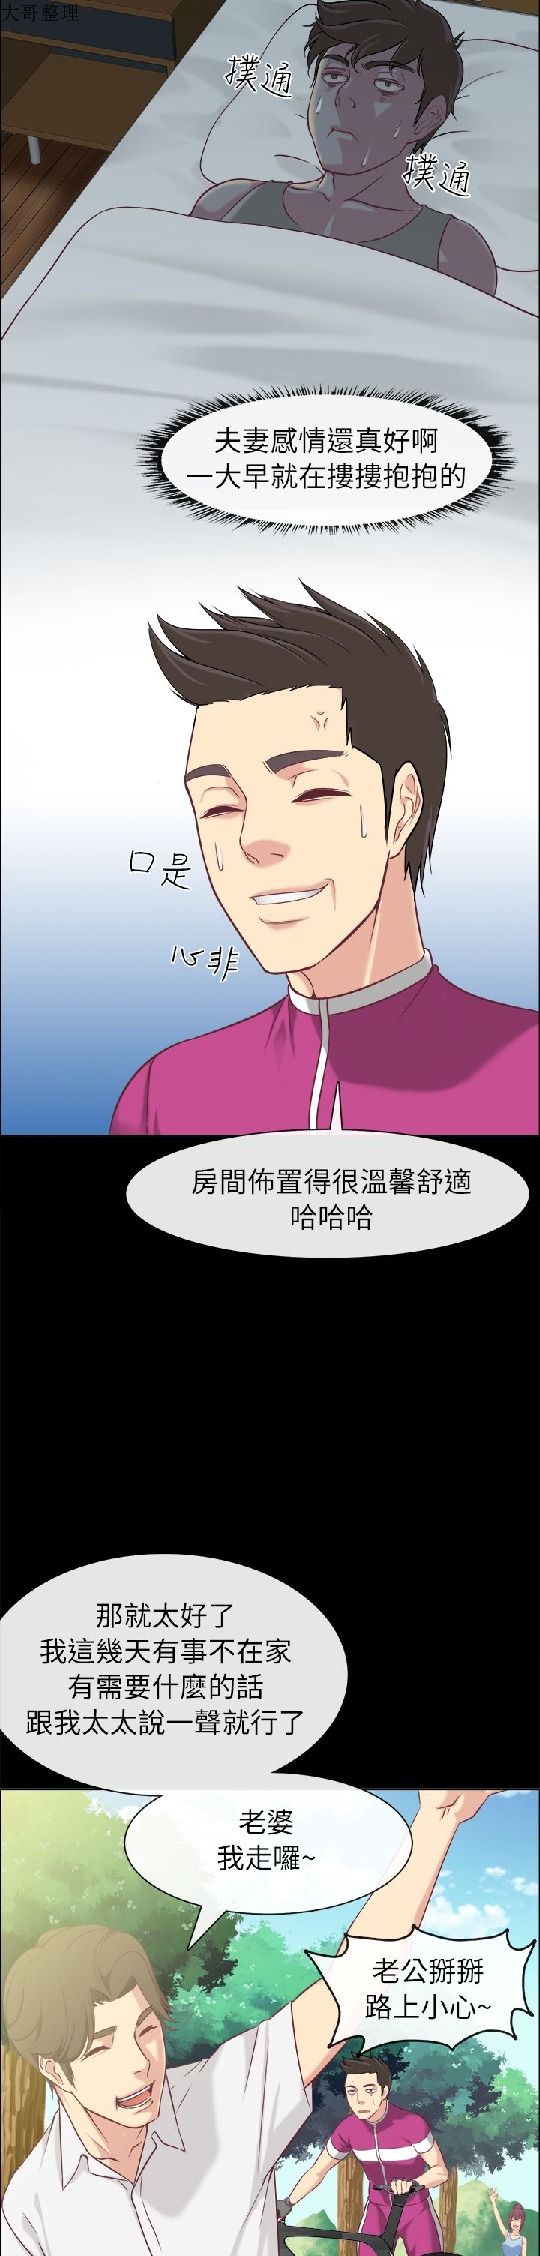 大哥整理
撲通
撲通
夫妻感情還真好啊
一大早就在摟摟抱抱的
口是
心非
房間佈置得很溫馨舒適
哈哈哈
那就太好了
我這幾天有事不在家
有需要什麼的話
跟我太太說一聲就行了
老婆
我走囉~
老公掰掰
路上小心~